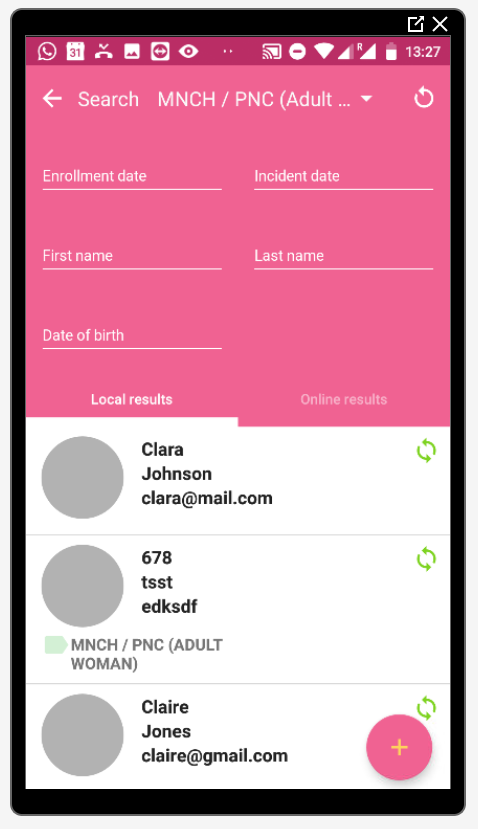 31 R 13:27
Search MNCH / PNC (Adult ...
Enrollment date Incident date
First name Last name
Date of birth
Local results Online results
Clara
Johnson
clara@mail.com
678
tsst
edksdf
MNCH / PNC (ADULT
WOMAN)
Claire
Jones
claire@gmail.com
+